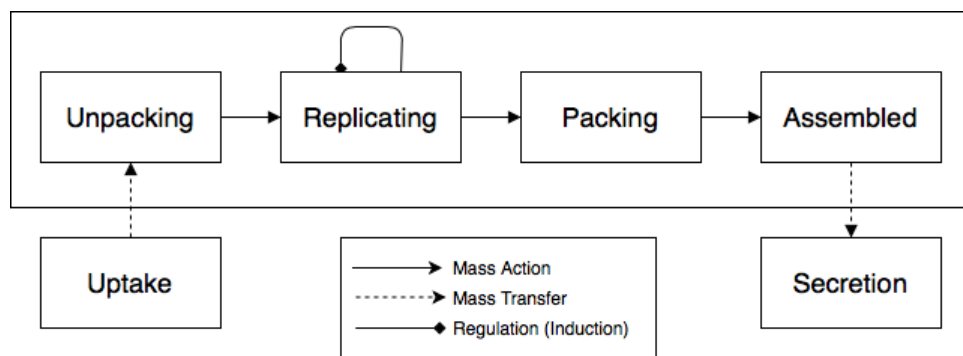 Unpacking
Replicating
Packing
Assembled
Uptake
Mass Action
Mass Transfer
Regulation (Induction)
Secretion